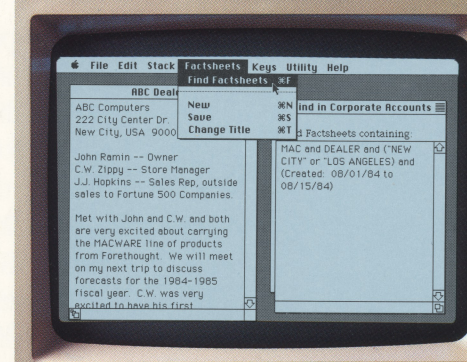 File Edit Stack Factsheets Keys Utility Help
Find Factsheets ⌘F
New ⌘N
Save ⌘S
Change Title ⌘T
ABC Deale
ABC Computers
222 City Center Dr.
New City, USA 9000
John Ramin -- Owner
C.W. Zippy -- Store Manager
J.J. Hopkins -- Sales Rep, outside
sales to Fortune 500 Companies.
Met with John and C.W. and both
are very excited about carrying
the MACWARE line of products
from Forethought. We will meet
on my next trip to discuss
forecasts for the 1984-1985
fiscal year. C.W. was very
excited to have his first
ind in Corporate Accounts
d Factsheets containing:
MAC and DEALER and ("NEW
CITY" or "LOS ANGELES) and
(Created: 08/01/84 to
08/15/84)